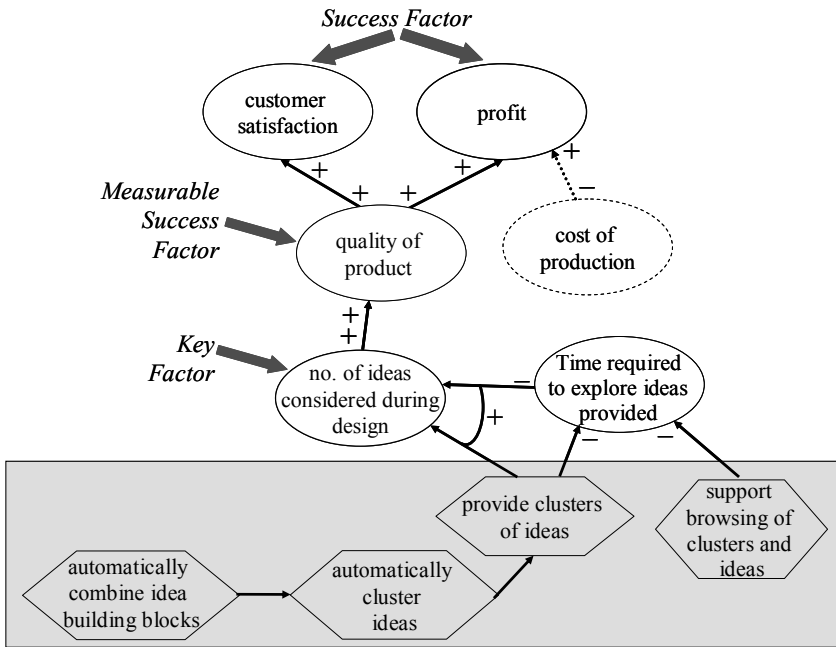 Success Factor
customer
satisfaction
profit
+
+
+
+
+
−
Measurable
Success
Factor
quality of
product
cost of
production
+
+
Key
Factor
no. of ideas
considered during
design
−
+
Time required
to explore ideas
provided
−
−
provide clusters
of ideas
support
browsing of
clusters and
ideas
automatically
combine idea
building blocks
automatically
cluster
ideas